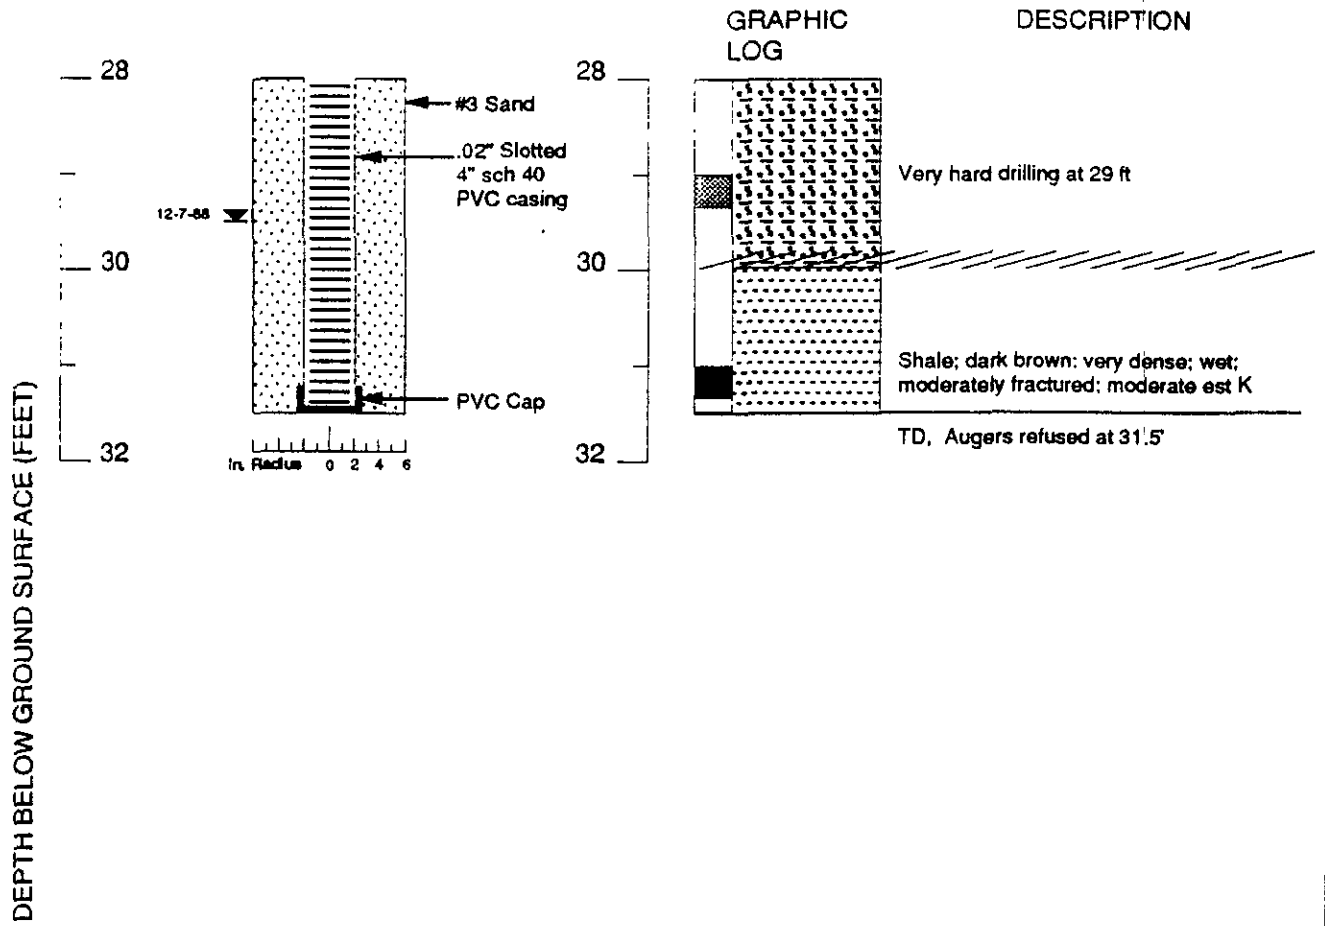 GRAPHIC
LOG
DESCRIPTION
28
#3 Sand
.02" Slotted
4" sch 40
PVC casing
12-7-88
30
PVC Cap
32
In. Radius 0 2 4 6
28
Very hard drilling at 29 ft
30
Shale; dark brown; very dense; wet;
moderately fractured; moderate est K
TD, Augers refused at 31.5'
32
DEPTH BELOW GROUND SURFACE (FEET)